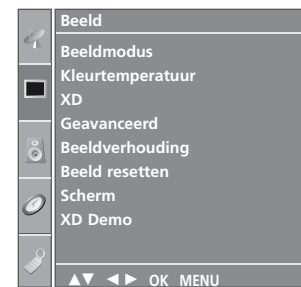 Beeld
Beeldmodus
Kleurtemperatuur
XD
Geavanceerd
Beeldverhouding
Beeld resetten
Scherm
XD Demo
▲▼ ◄► OK MENU